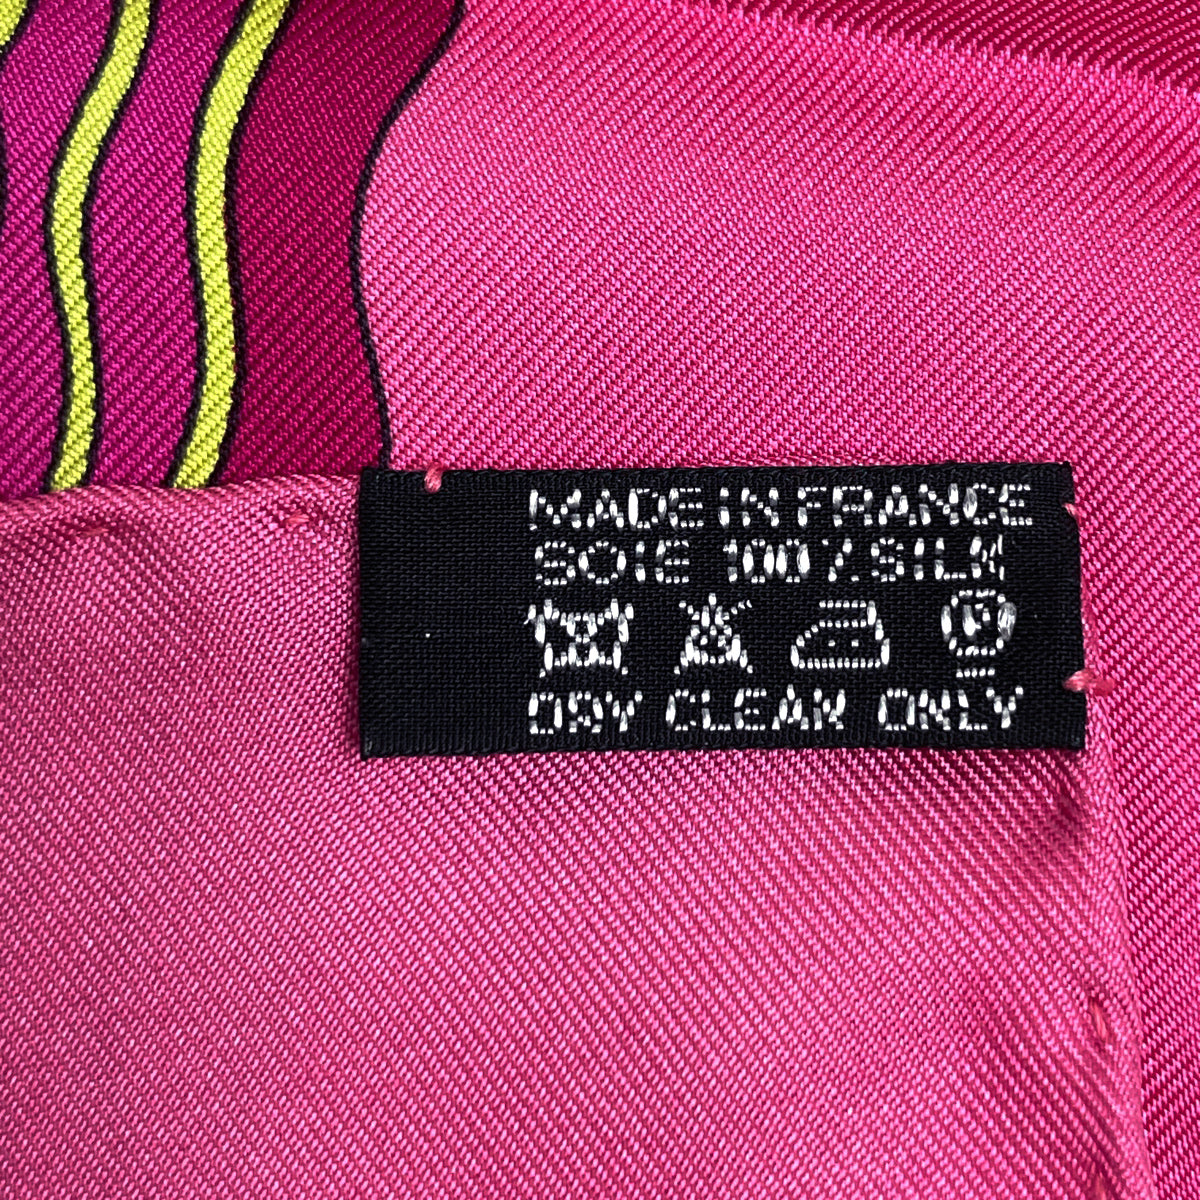 MADE IN FRANCE
SOIE 100% SILK
P
DRY CLEAN ONLY